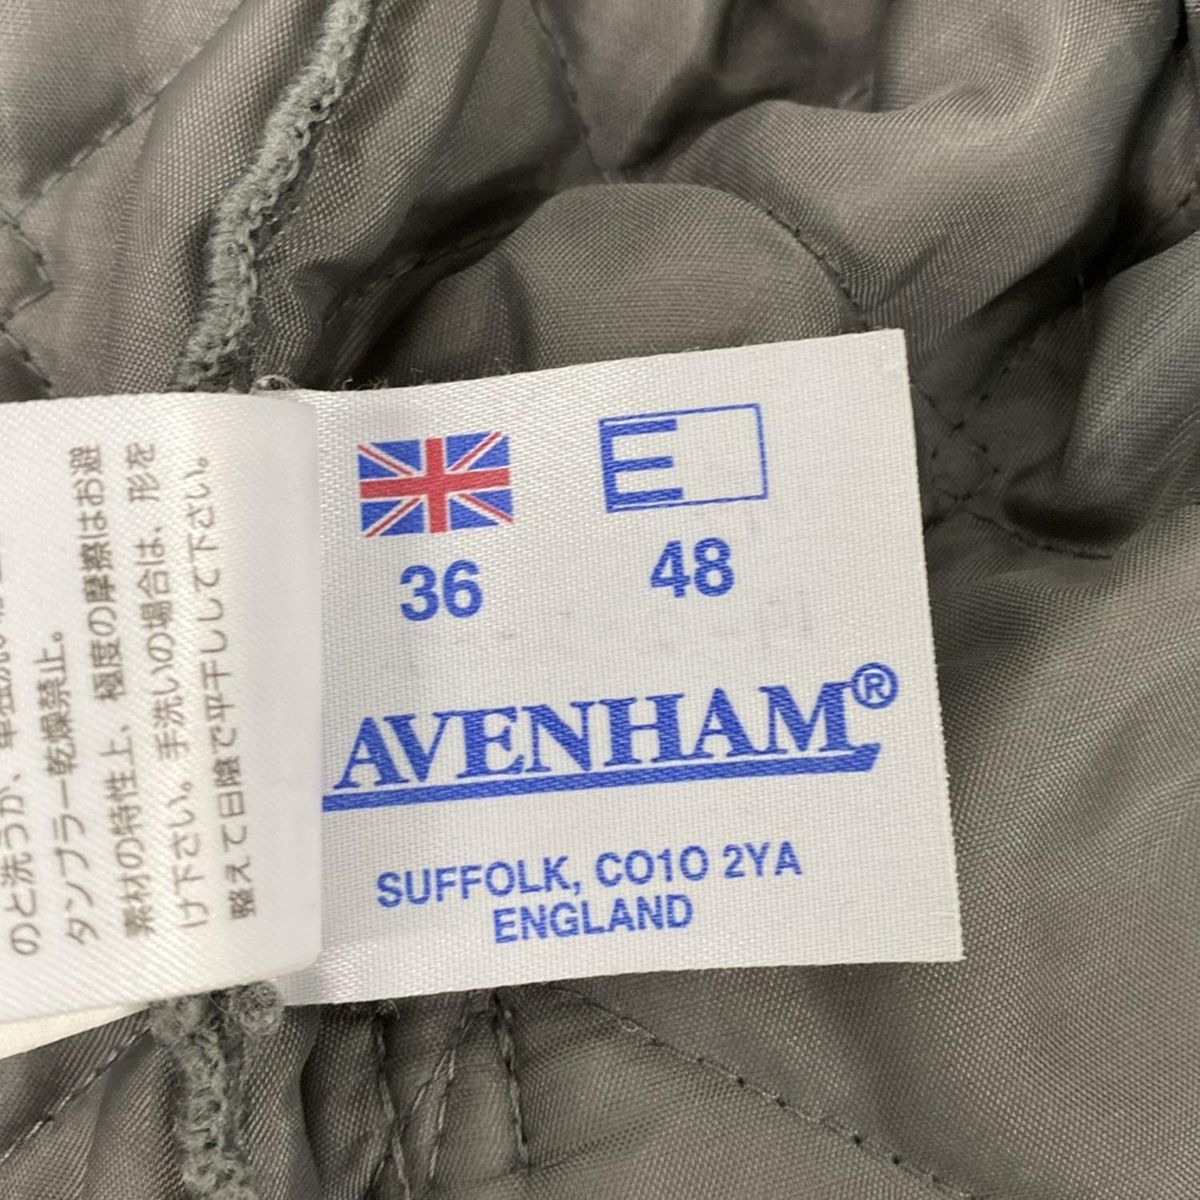 のと洗うか、
タンブラー乾燥禁止。
素材の特性上、極度の摩擦はお避
け下さい。手洗いの場合は、形を
整えて日陰で平干しして下さい。
E
36
48
AVENHAM®
SUFFOLK, CO10 2YA
ENGLAND